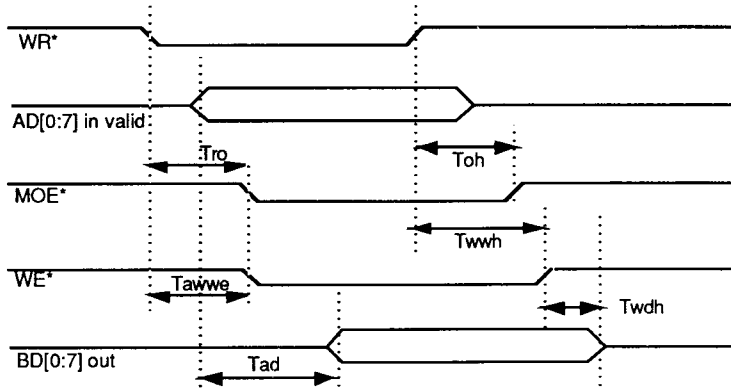 WR*
AD[0:7] in valid
Tro
Toh
MOE*
Twwh
WE*
Tawwe
Twdh
BD[0:7] out
Tad